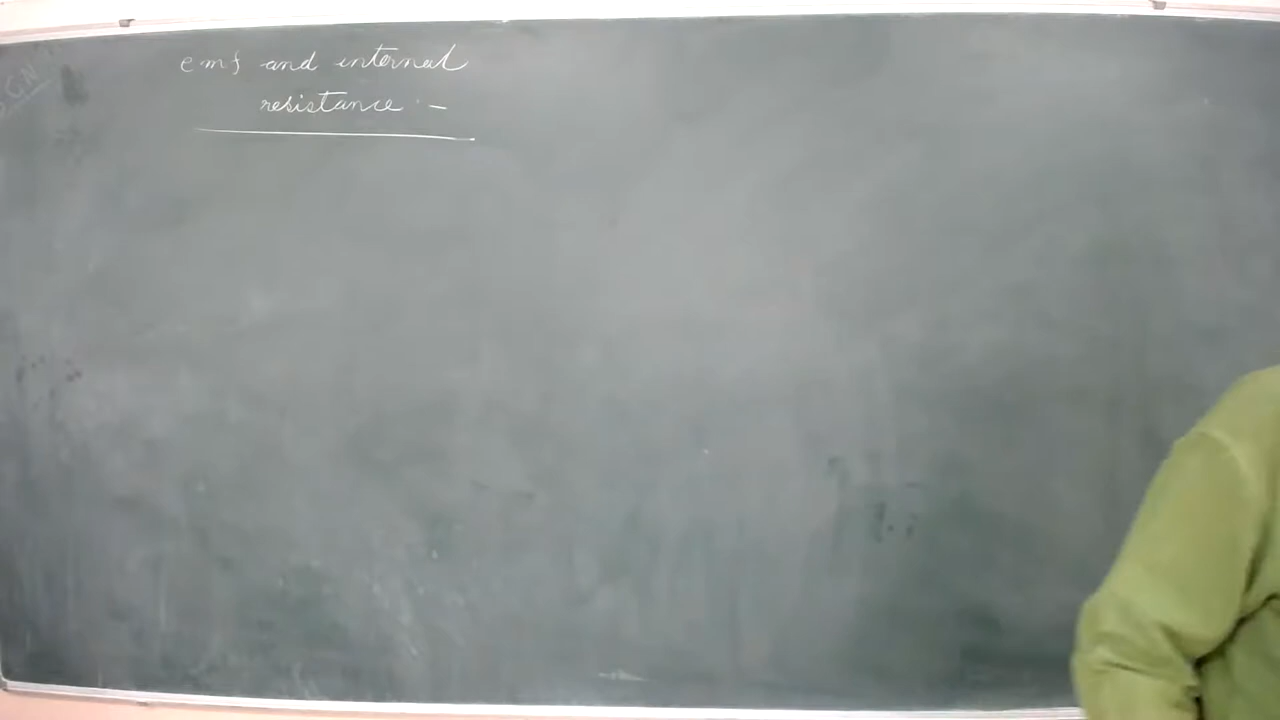 emf and internal
resistance :-